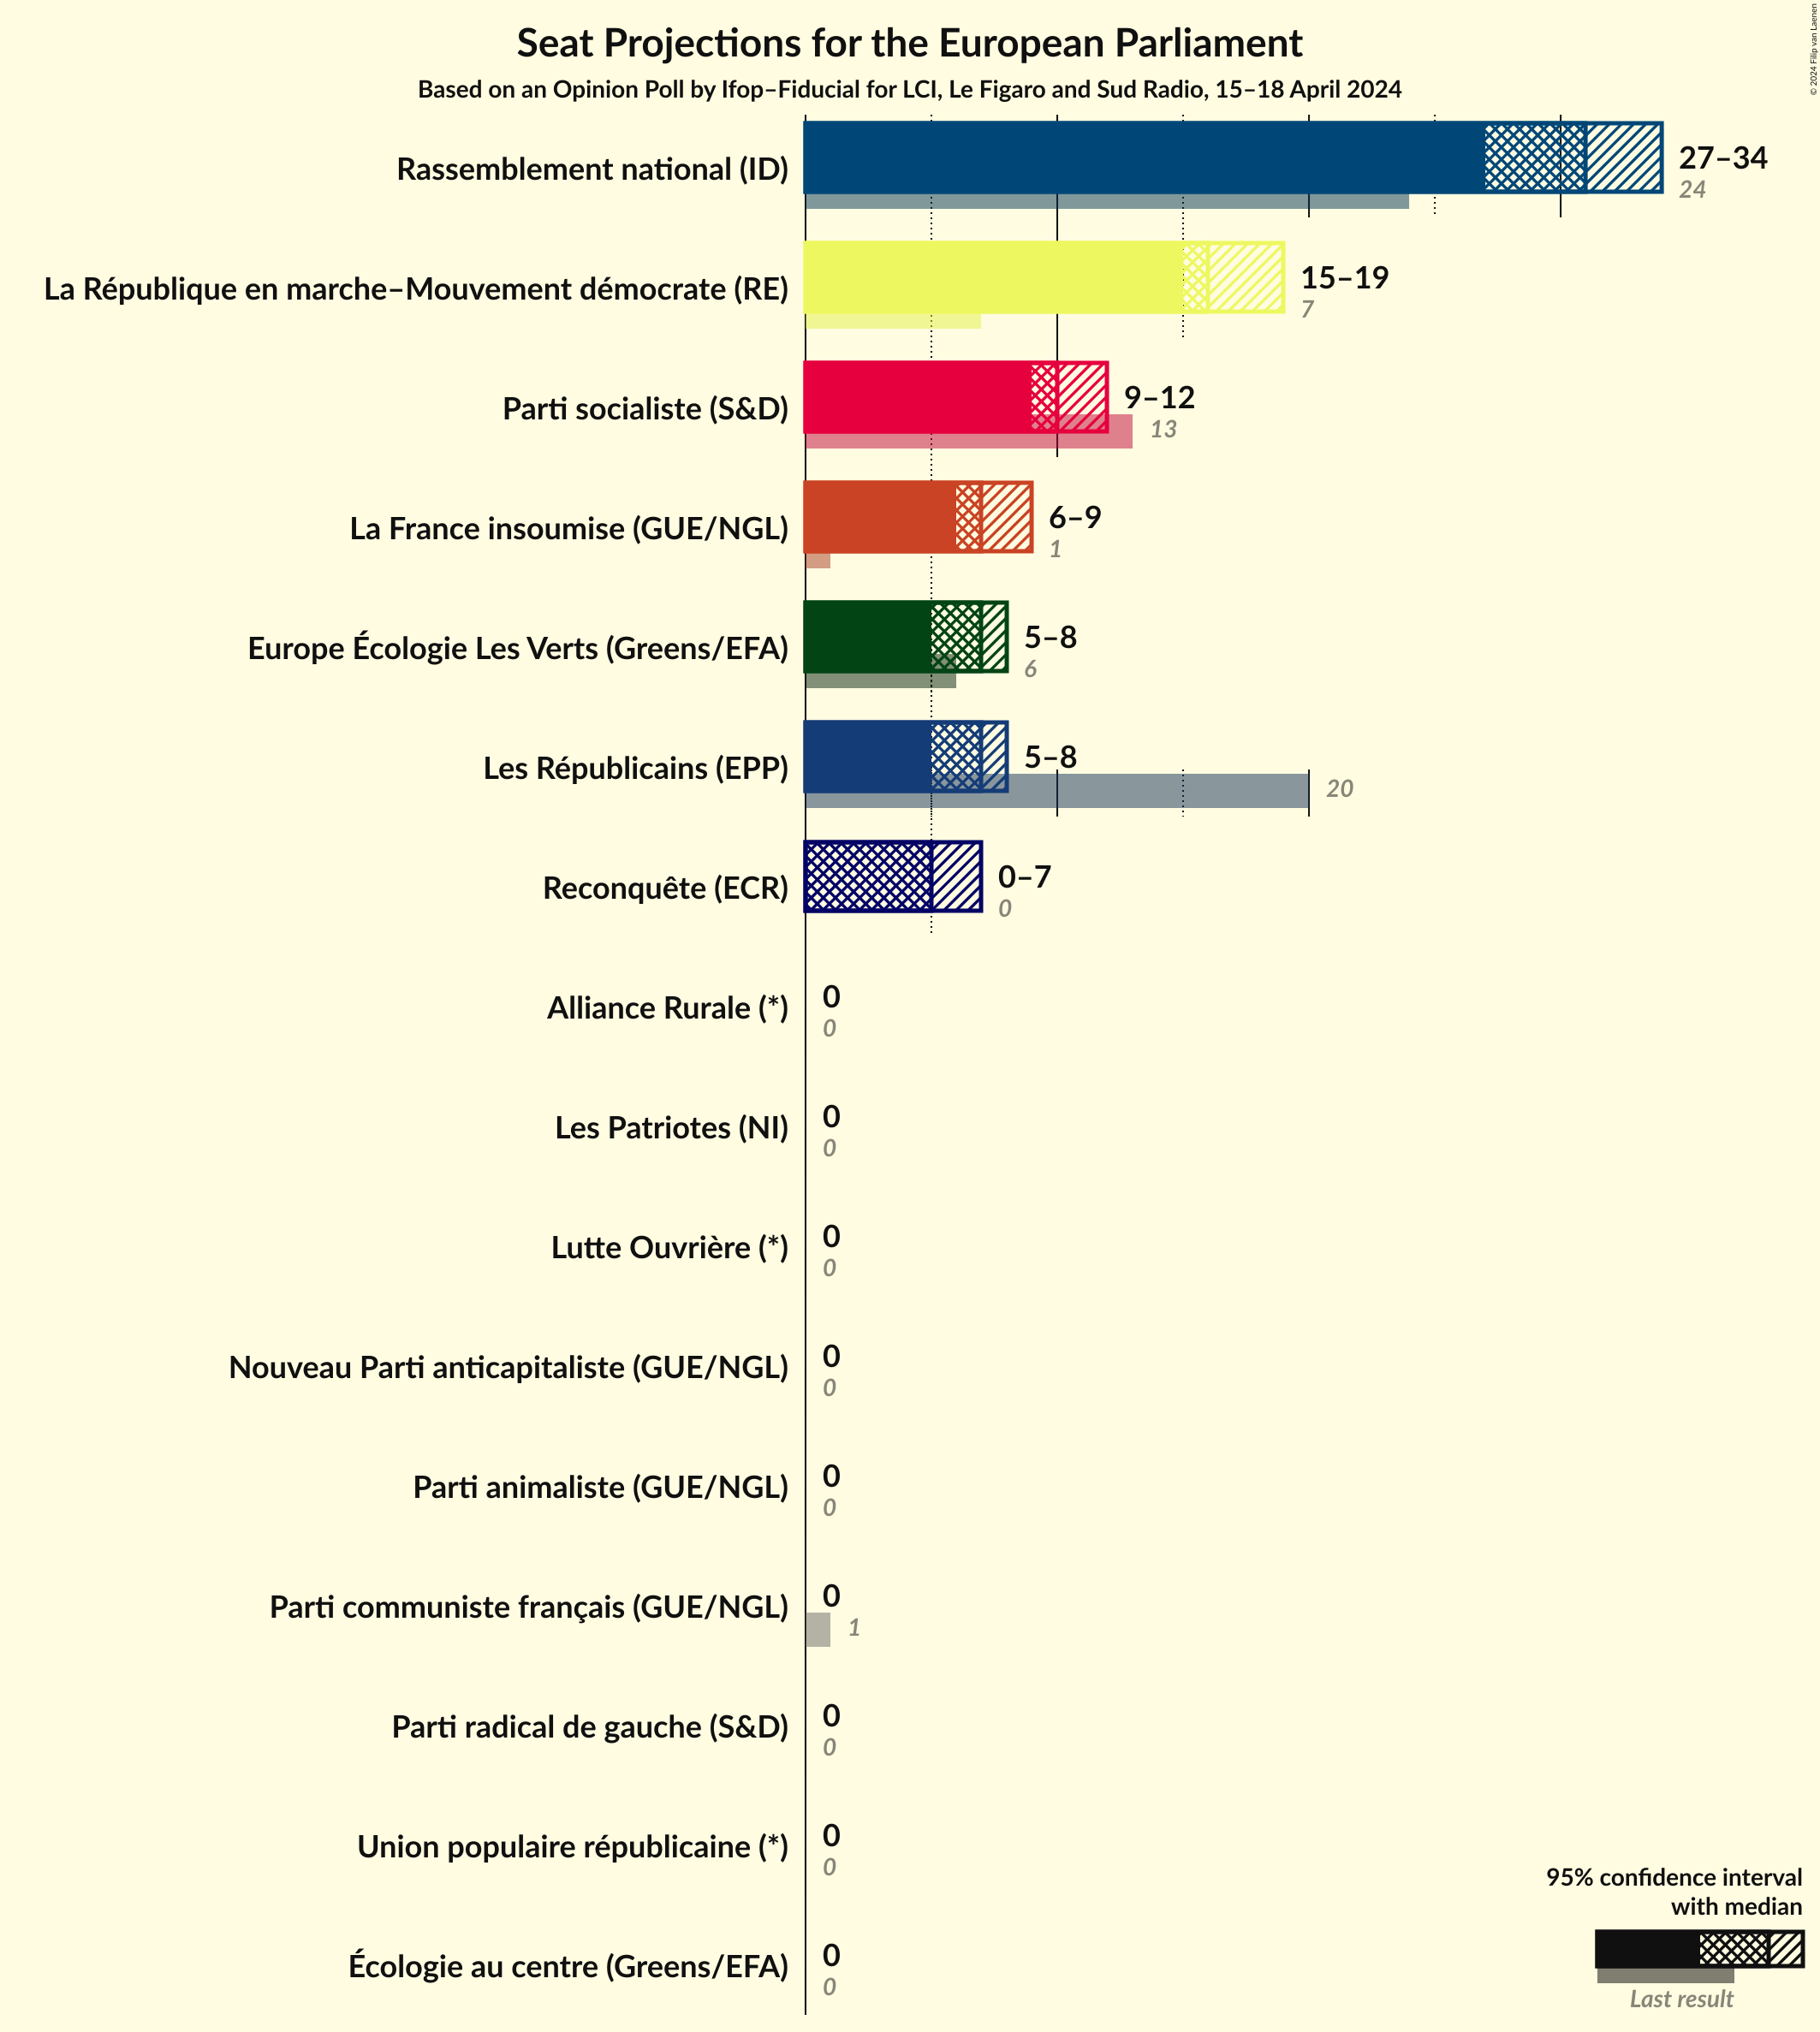 Seat Projections for the European Parliament
Based on an Opinion Poll by Ifop–Fiducial for LCI, Le Figaro and Sud Radio, 15–18 April 2024
© 2024 Filip van Laenen
Rassemblement national (ID)
27–34
24
La République en marche–Mouvement démocrate (RE)
15–19
7
Parti socialiste (S&D)
9–12
13
La France insoumise (GUE/NGL)
6–9
1
Europe Écologie Les Verts (Greens/EFA)
5–8
6
Les Républicains (EPP)
5–8
20
Reconquête (ECR)
0–7
0
Alliance Rurale (*)
0
0
Les Patriotes (NI)
0
0
Lutte Ouvrière (*)
0
0
Nouveau Parti anticapitaliste (GUE/NGL)
0
0
Parti animaliste (GUE/NGL)
0
0
Parti communiste français (GUE/NGL)
0
1
Parti radical de gauche (S&D)
0
0
Union populaire républicaine (*)
0
0
Écologie au centre (Greens/EFA)
0
0
95% confidence interval
with median
Last result